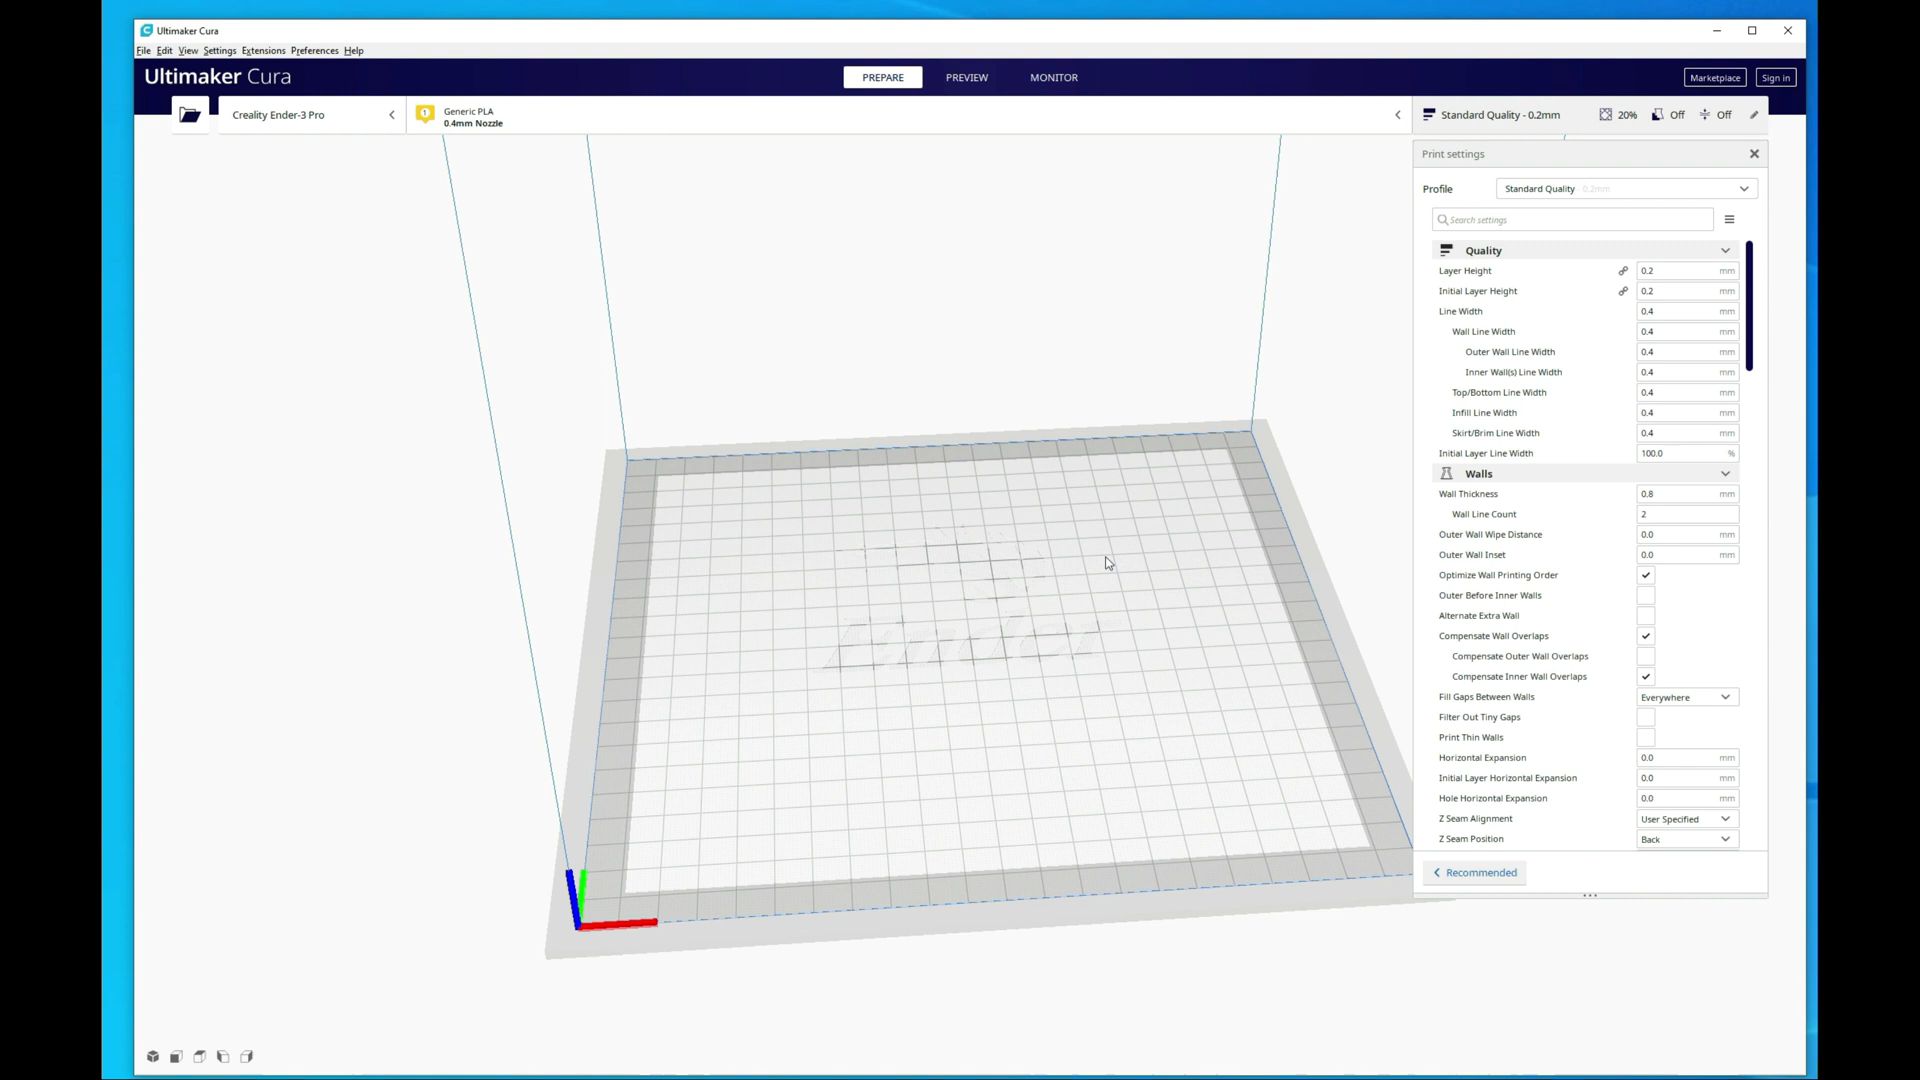 Ultimaker Cura
File Edit View Settings Extensions Preferences Help
Ultimaker Cura
PREPARE PREVIEW MONITOR
Marketplace Sign in
Creality Ender-3 Pro
1 Generic PLA
0.4mm Nozzle
Standard Quality - 0.2mm 20% Off Off
Print settings
Profile Standard Quality - 0.2mm
Search settings
Quality
Layer Height 0.2 mm
Initial Layer Height 0.2 mm
Line Width 0.4 mm
Wall Line Width 0.4 mm
Outer Wall Line Width 0.4 mm
Inner Wall(s) Line Width 0.4 mm
Top/Bottom Line Width 0.4 mm
Infill Line Width 0.4 mm
Skirt/Brim Line Width 0.4 mm
Initial Layer Line Width 100.0 %
Walls
Wall Thickness 0.8 mm
Wall Line Count 2
Outer Wall Wipe Distance 0.0 mm
Outer Wall Inset 0.0 mm
Optimize Wall Printing Order
Outer Before Inner Walls
Alternate Extra Wall
Compensate Wall Overlaps
Compensate Outer Wall Overlaps
Compensate Inner Wall Overlaps
Fill Gaps Between Walls Everywhere
Filter Out Tiny Gaps
Print Thin Walls
Horizontal Expansion 0.0 mm
Initial Layer Horizontal Expansion 0.0 mm
Hole Horizontal Expansion 0.0 mm
Z Seam Alignment User Specified
Z Seam Position Back
Recommended